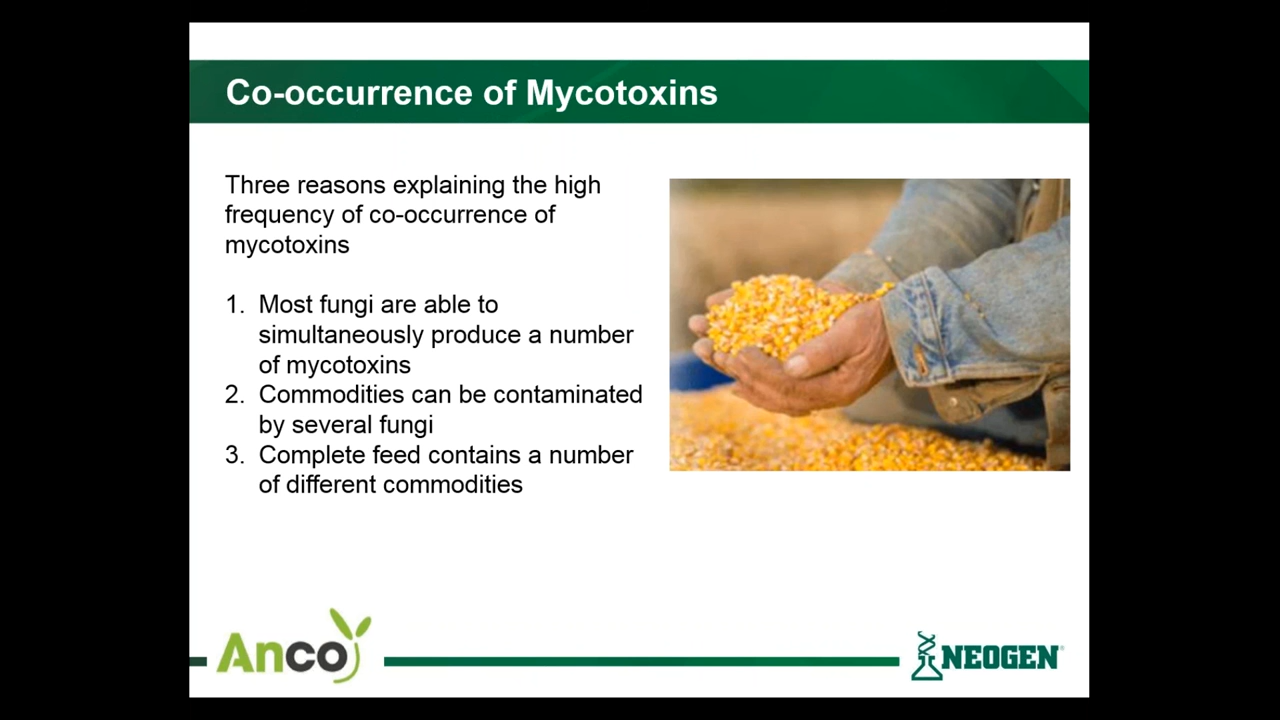 Co-occurrence of Mycotoxins
Three reasons explaining the high
frequency of co-occurrence of
mycotoxins
1. Most fungi are able to
simultaneously produce a number
of mycotoxins
2. Commodities can be contaminated
by several fungi
3. Complete feed contains a number
of different commodities
Anco
NEOGEN